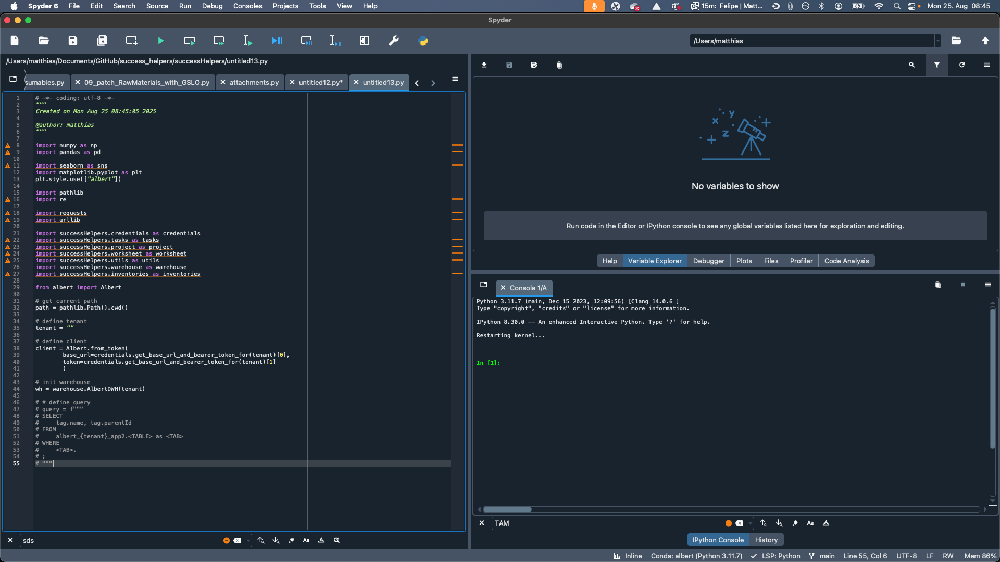 Spyder 6 File Edit Search Source Run Debug Consoles Projects Tools View Help 15m: Felipe | Matt... Mon 25. Aug 08:45
Spyder
/Users/matthias
/Users/matthias/Documents/GitHub/success_helpers/successHelpers/untitled13.py
sumables.py 09_patch_RawMaterials_with_GSLO.py attachments.py untitled12.py* untitled13.py
1 # -*- coding: utf-8 -*-
2 """
3 Created on Mon Aug 25 08:45:05 2025
4
5 @author: matthias
6 """
7
8 import numpy as np
9 import pandas as pd
10
11 import seaborn as sns
12 import matplotlib.pyplot as plt
13 plt.style.use(["albert"])
14
15 import pathlib
16 import re
17
18 import requests
19 import urllib
20
21 import successHelpers.credentials as credentials
22 import successHelpers.tasks as tasks
23 import successHelpers.project as project
24 import successHelpers.worksheet as worksheet
25 import successHelpers.utils as utils
26 import successHelpers.warehouse as warehouse
27 import successHelpers.inventories as inventories
28
29 from albert import Albert
30
31 # get current path
32 path = pathlib.Path().cwd()
33
34 # define tenant
35 tenant = ""
36
37 # define client
38 client = Albert.from_token(
39 base_url=credentials.get_base_url_and_bearer_token_for(tenant)[0],
40 token=credentials.get_base_url_and_bearer_token_for(tenant)[1]
41 )
42
43 # init warehouse
44 wh = warehouse.AlbertDWH(tenant)
45
46 # # define query
47 # query = f"""
48 # SELECT
49 # tag.name, tag.parentId
50 # FROM
51 # albert_{tenant}_app2.<TABLE> as <TAB>
52 # WHERE
53 # <TAB>.
54 # ;
55 # """
sds
Aa
x y z
No variables to show
Run code in the Editor or IPython console to see any global variables listed here for exploration and editing.
Help Variable Explorer Debugger Plots Files Profiler Code Analysis
Console 1/A
Python 3.11.7 (main, Dec 15 2023, 12:09:56) [Clang 14.0.6 ]
Type "copyright", "credits" or "license" for more information.
IPython 8.30.0 -- An enhanced Interactive Python. Type '?' for help.
Restarting kernel...
In [1]:
TAM
Aa
IPython Console History
Inline Conda: albert (Python 3.11.7) LSP: Python main Line 55, Col 6 UTF-8 LF RW Mem 86%